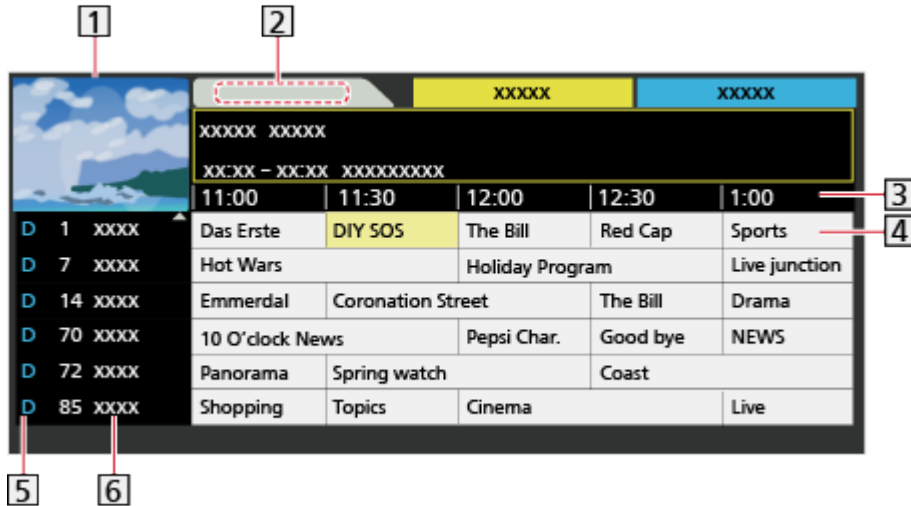 1 2
xxxxx xxxxx
xxxxx xxxxx
xx:xx – xx:xx xxxxxxxxx
11:00 11:30 12:00 12:30 1:00 3
D 1 xxxx Das Erste DIY SOS The Bill Red Cap Sports 4
D 7 xxxx Hot Wars Holiday Program Live junction
D 14 xxxx Emmerdal Coronation Street The Bill Drama
D 70 xxxx 10 O'clock News Pepsi Char. Good bye NEWS
D 72 xxxx Panorama Spring watch Coast
D 85 xxxx Shopping Topics Cinema Live
5 6